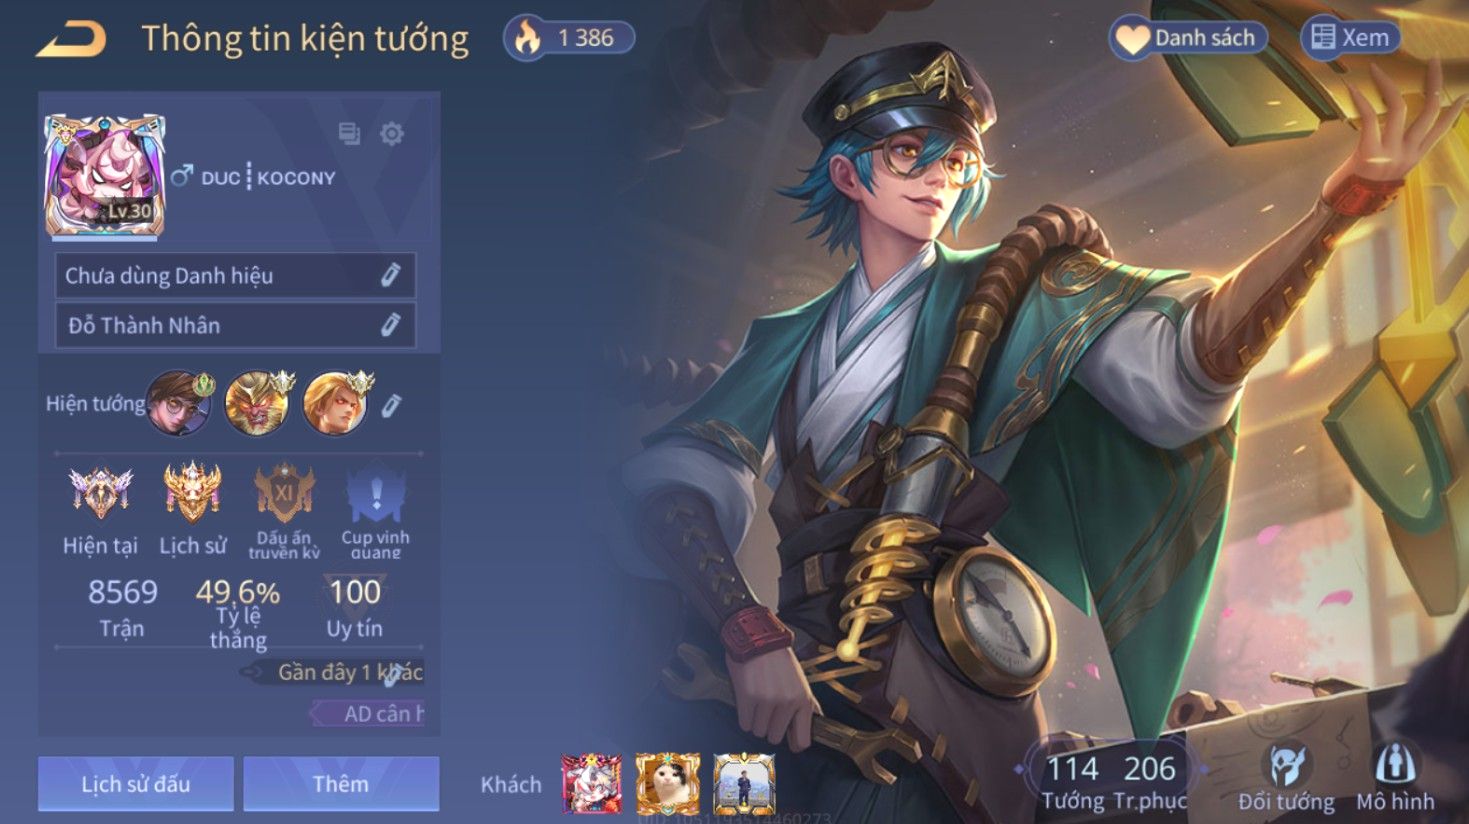 Thông tin kiện tướng
1 386
Danh sách
Xem
DUC┋KOCONY
Lv.30
Chưa dùng Danh hiệu
Đỗ Thành Nhân
Hiện tướng
XI
Hiện tại
Lịch sử
Dấu ấn
truyền kỳ
Cup vinh
quang
8569
Trận
49,6%
Tỷ lệ
thắng
100
Uy tín
Gần đây 1 khác
AD cân
Lịch sử đấu
Thêm
Khách
114
Tướng
206
Tr.phục
Đổi tướng
Mô hình